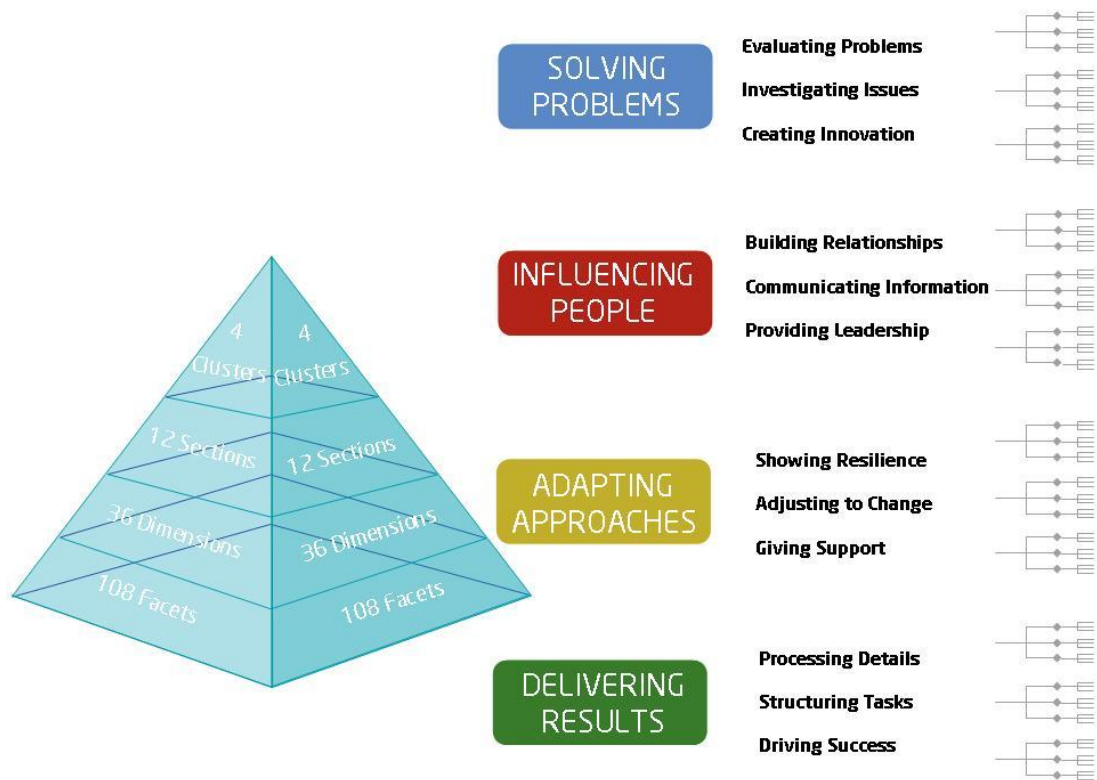 SOLVING
PROBLEMS
Evaluating Problems
Investigating Issues
Creating Innovation
INFLUENCING
PEOPLE
Building Relationships
Communicating Information
Providing Leadership
4
Clusters
4
Clusters
12 Sections
12 Sections
36 Dimensions
36 Dimensions
108 Facets
108 Facets
ADAPTING
APPROACHES
Showing Resilience
Adjusting to Change
Giving Support
DELIVERING
RESULTS
Processing Details
Structuring Tasks
Driving Success